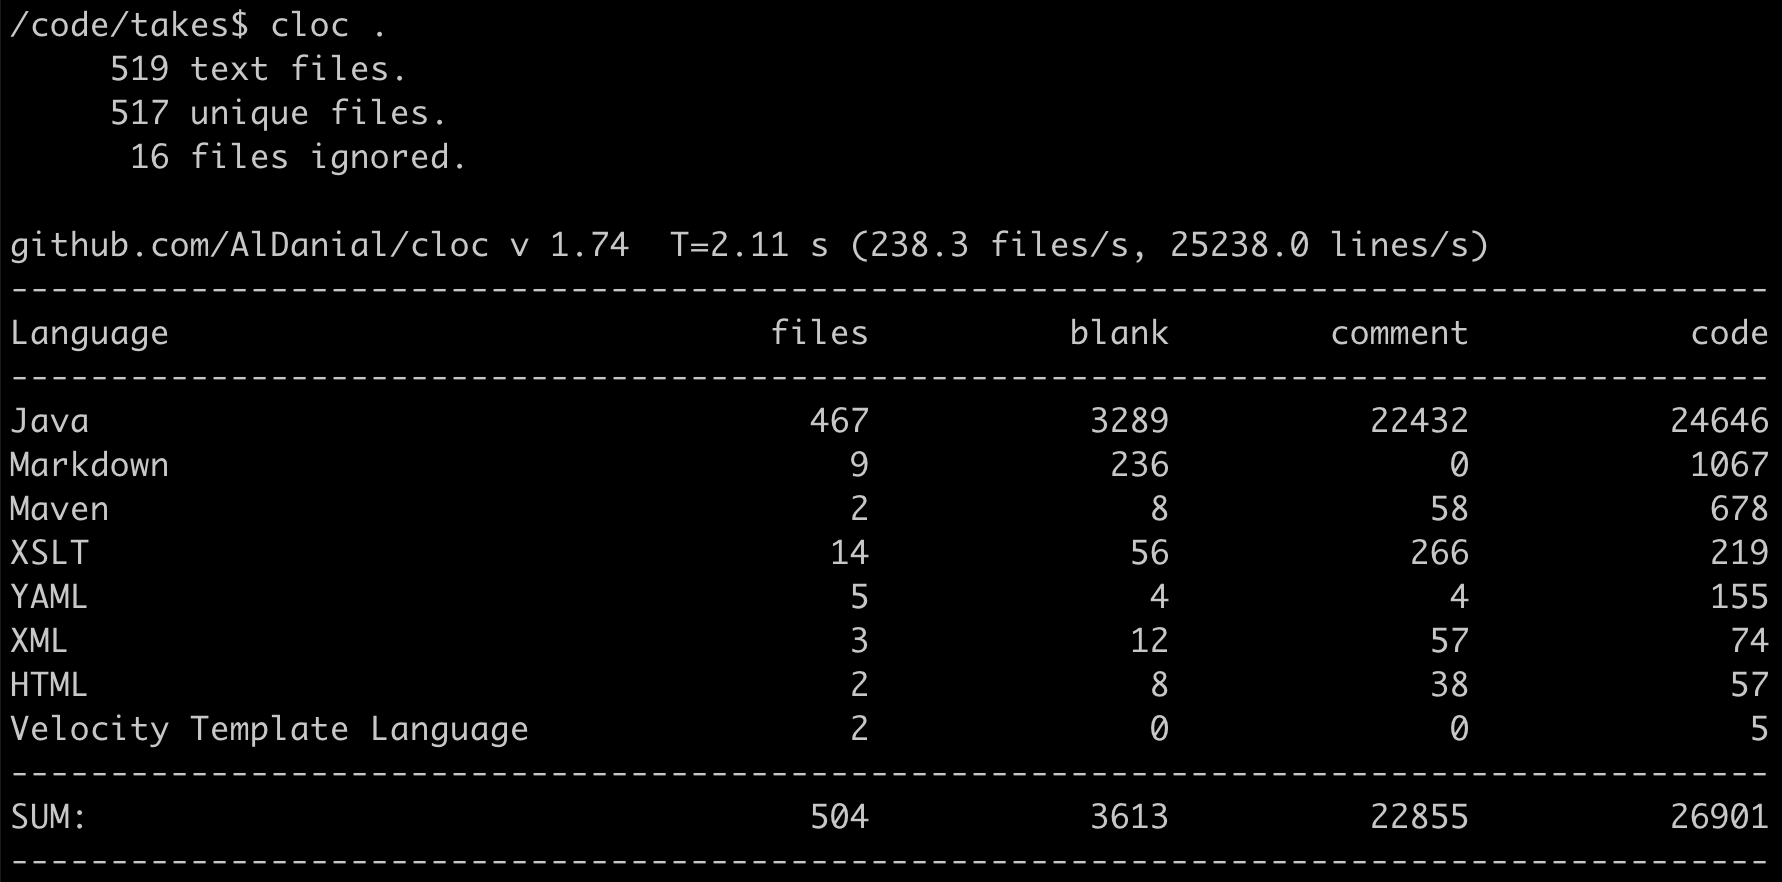 /code/takes$ cloc .
     519 text files.
     517 unique files.
      16 files ignored.

github.com/AlDanial/cloc v 1.74  T=2.11 s (238.3 files/s, 25238.0 lines/s)
----------------------------------------------------------------------------------------
Language                              files          blank        comment           code
----------------------------------------------------------------------------------------
Java                                    467           3289          22432          24646
Markdown                                  9            236              0           1067
Maven                                     2              8             58            678
XSLT                                     14             56            266            219
YAML                                      5              4              4            155
XML                                       3             12             57             74
HTML                                      2              8             38             57
Velocity Template Language                2              0              0              5
----------------------------------------------------------------------------------------
SUM:                                    504           3613          22855          26901
----------------------------------------------------------------------------------------